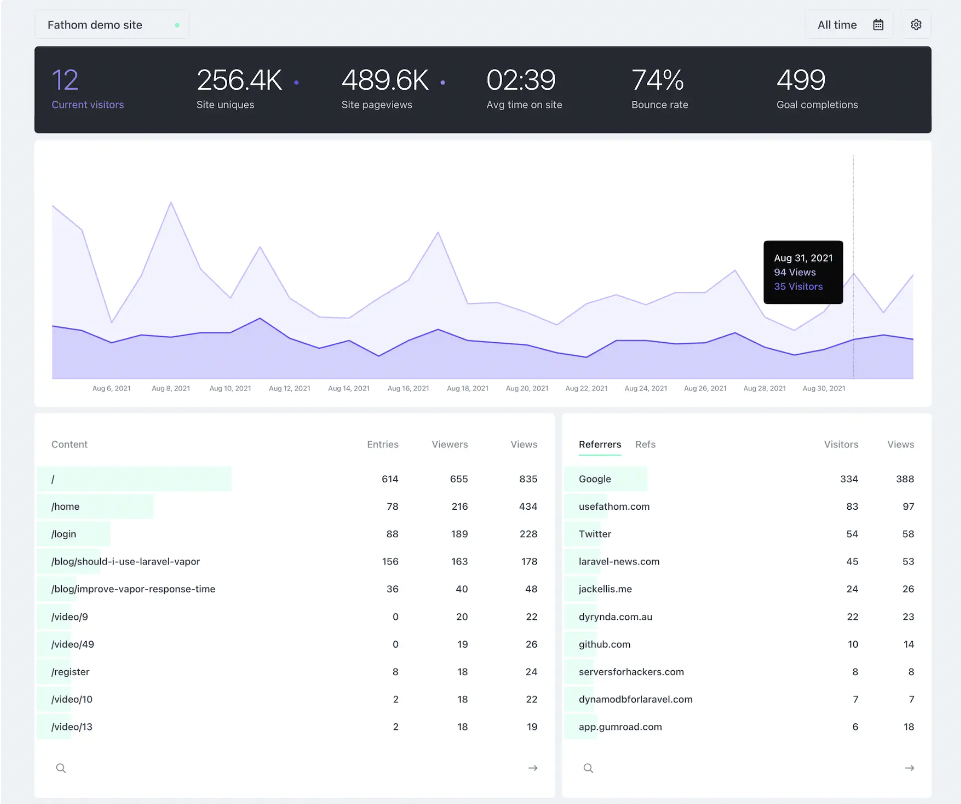 Fathom demo site
All time
12 256.4K 489.6K 02:39 74% 499
Current visitors Site uniques Site pageviews Avg time on site Bounce rate Goal completions
Aug 31, 2021
94 Views
35 Visitors
Aug 6, 2021 Aug 8, 2021 Aug 10, 2021 Aug 12, 2021 Aug 14, 2021 Aug 16, 2021 Aug 18, 2021 Aug 20, 2021 Aug 22, 2021 Aug 24, 2021 Aug 26, 2021 Aug 28, 2021 Aug 30, 2021
Content Entries Viewers Views
/ 614 655 835
/home 78 216 434
/login 88 189 228
/blog/should-i-use-laravel-vapor 156 163 178
/blog/improve-vapor-response-time 36 40 48
/video/9 0 20 22
/video/49 0 19 26
/register 8 18 24
/video/10 2 18 22
/video/13 2 18 19
Referrers Refs Visitors Views
Google 334 388
usefathom.com 83 97
Twitter 54 58
laravel-news.com 45 53
jackellis.me 24 26
dyrynda.com.au 22 23
github.com 10 14
serversforhackers.com 8 8
dynamodbforlaravel.com 7 7
app.gumroad.com 6 18